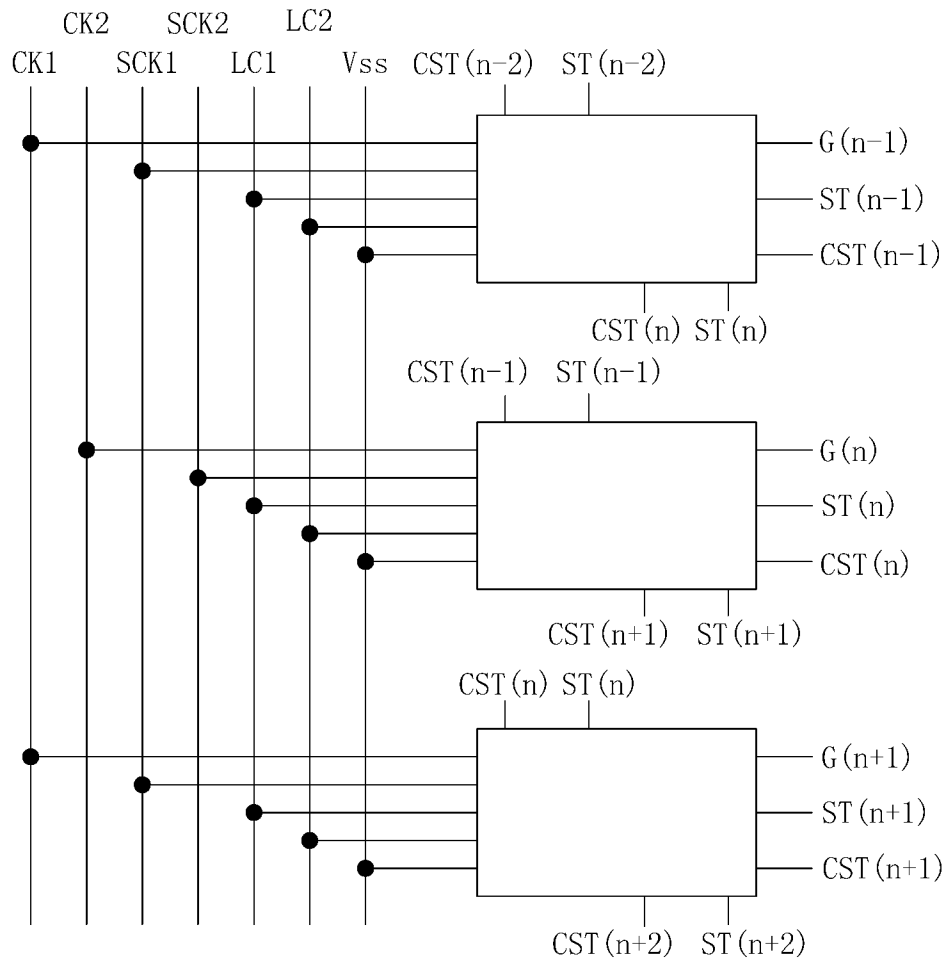 CK2 SCK2 LC2
CK1 SCK1 LC1 Vss CST(n-2) ST(n-2)
G(n-1)
ST(n-1)
CST(n-1)
CST(n) ST(n)
CST(n-1) ST(n-1)
G(n)
ST(n)
CST(n)
CST(n+1) ST(n+1)
CST(n) ST(n)
G(n+1)
ST(n+1)
CST(n+1)
CST(n+2) ST(n+2)